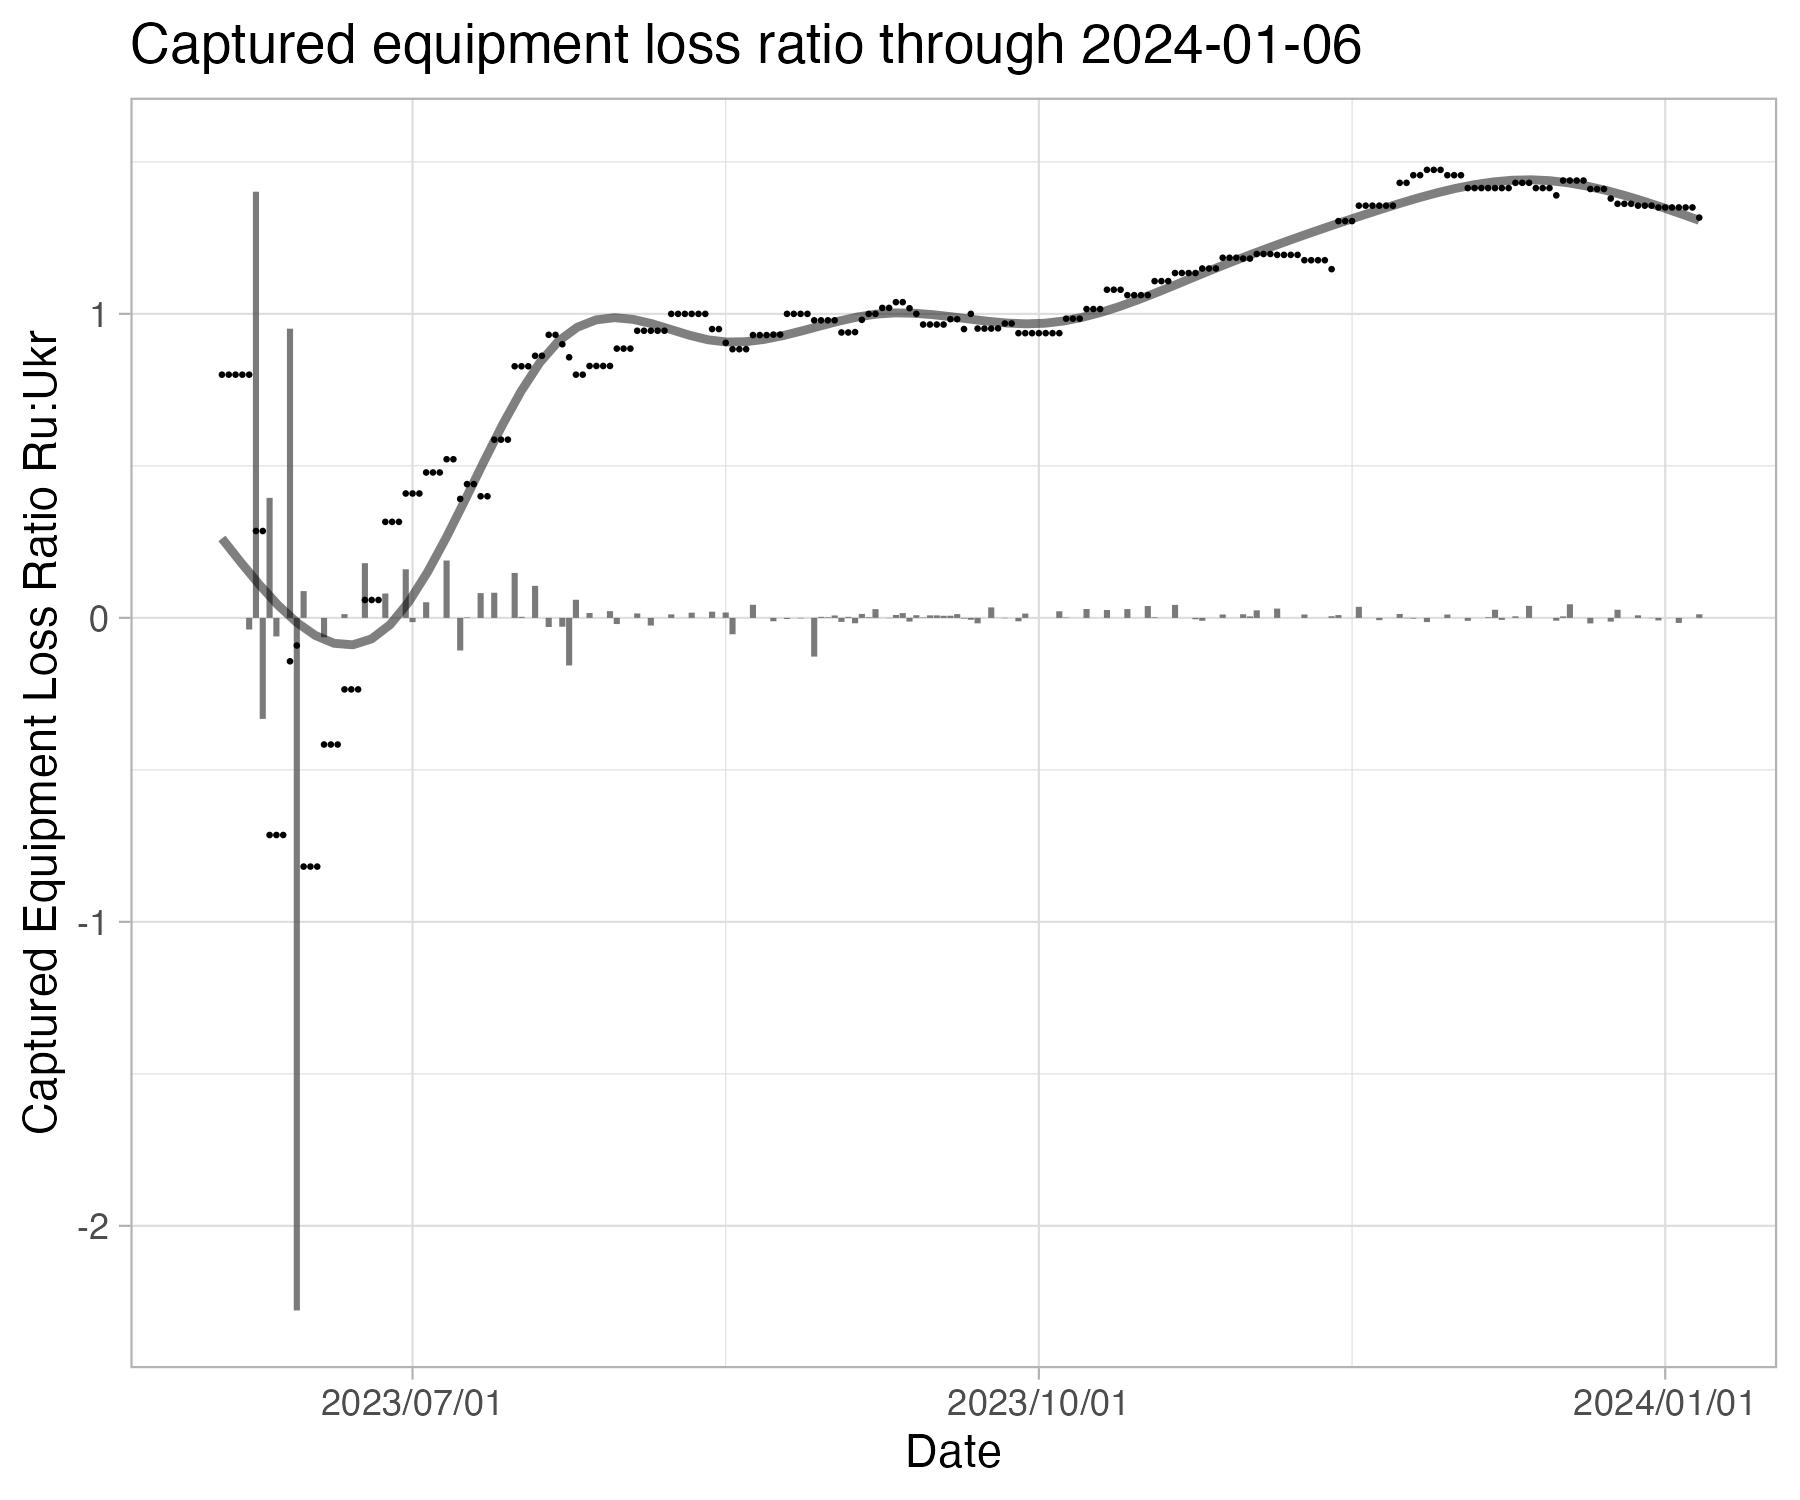 Captured equipment loss ratio through 2024-01-06
Captured Equipment Loss Ratio Ru:Ukr
1
0
-1
-2
2023/07/01
2023/10/01
2024/01/01
Date